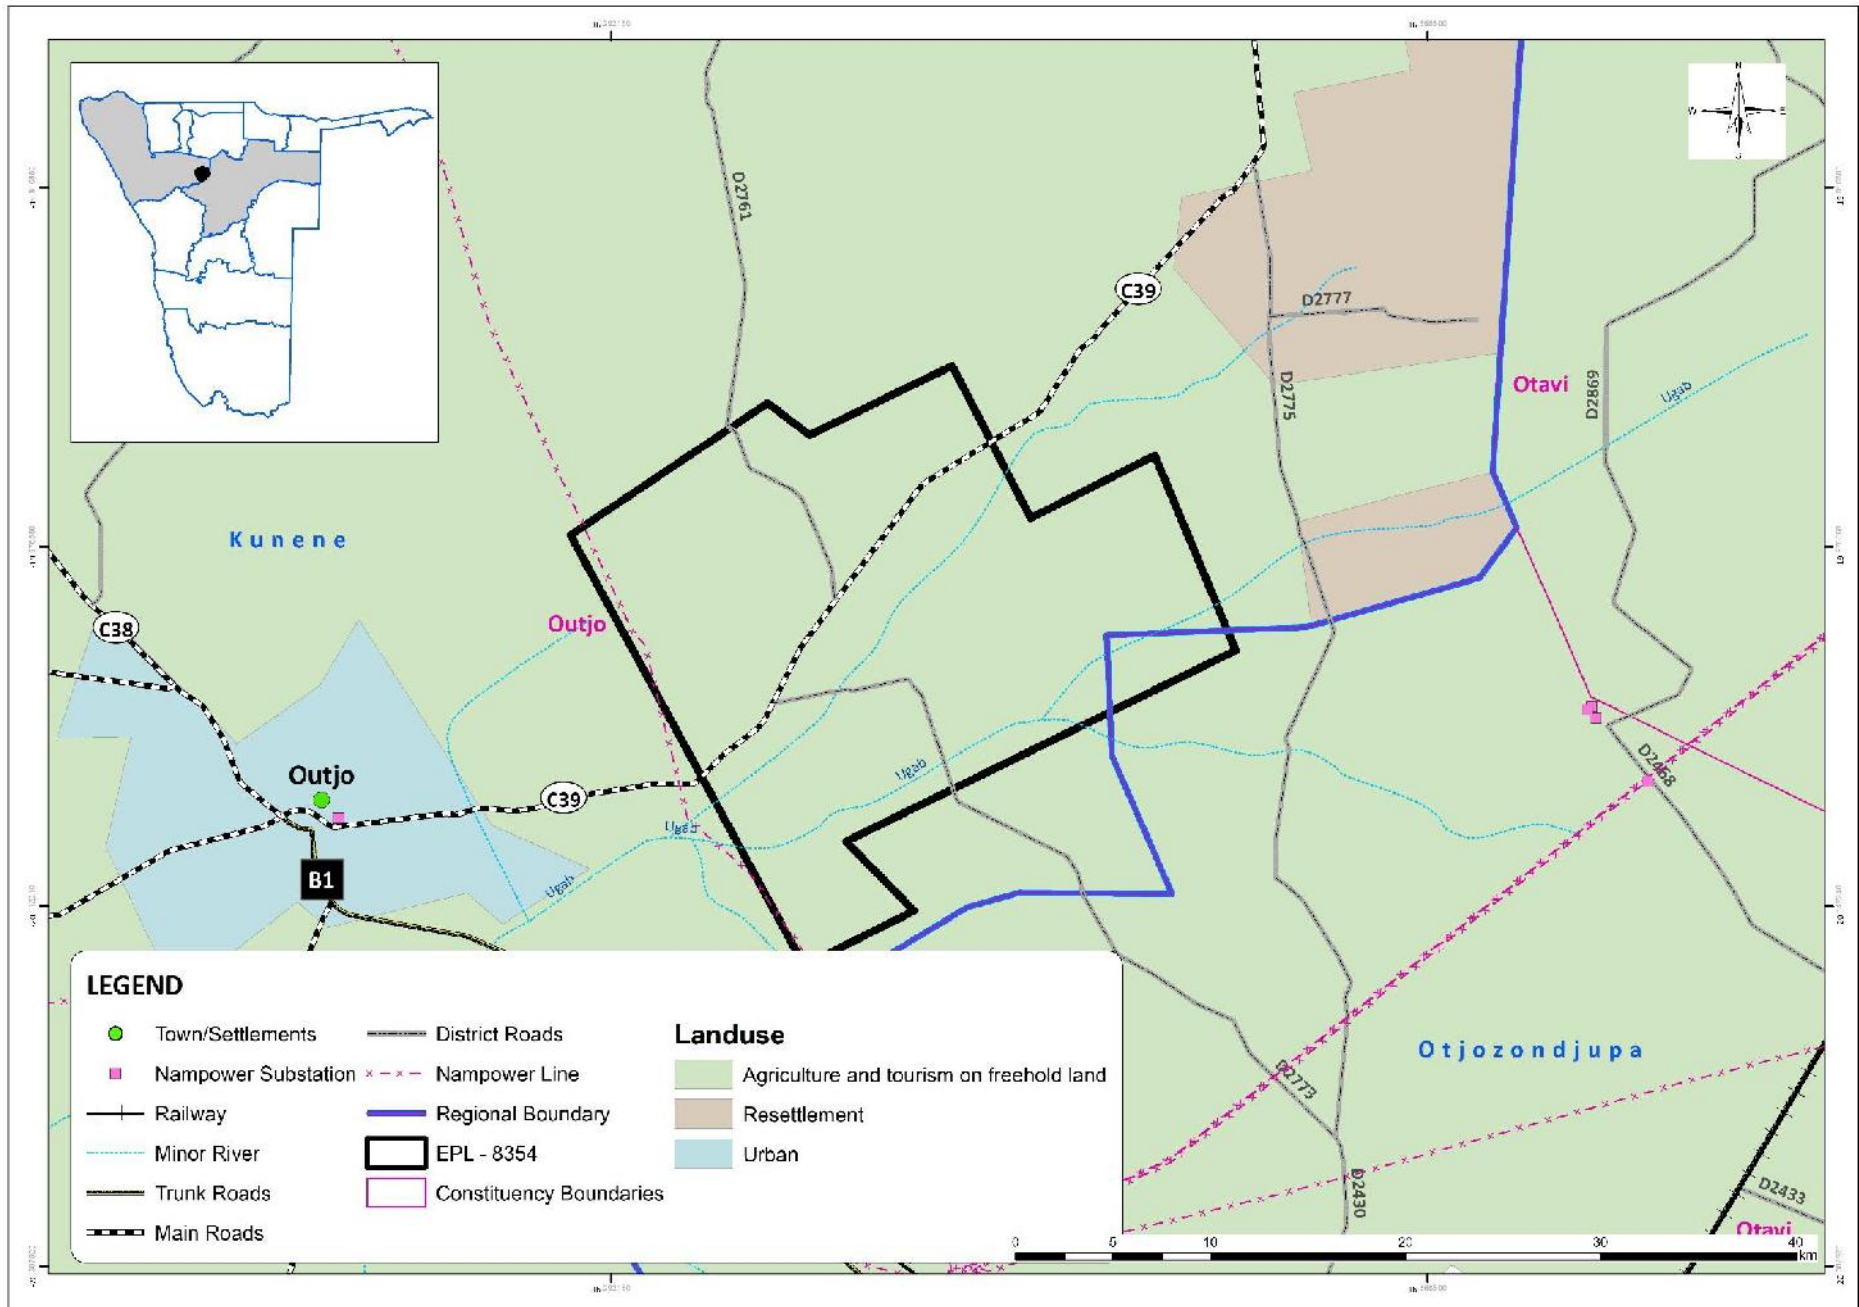 N
W
E
S
D2761
C39
D2777
Otavi
D2869
Ugab
D2775
Kunene
C38
Outjo
Outjo
C39
Ugab
Ugab
Ugab
B1
D2468
Otjozondjupa
D2773
D2430
D2433
Otavi
LEGEND
Town/Settlements
Nampower Substation
Railway
Minor River
Trunk Roads
Main Roads
District Roads
Nampower Line
Regional Boundary
EPL - 8354
Constituency Boundaries
Landuse
Agriculture and tourism on freehold land
Resettlement
Urban
0 5 10 20 30 40
km